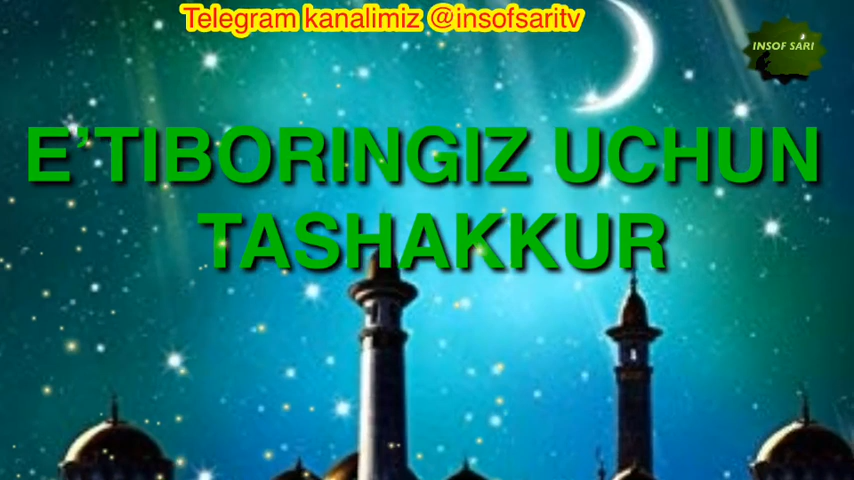 Telegram kanalimiz @insofsaritv
INSOF SARI
E’TIBORINGIZ UCHUN
TASHAKKUR